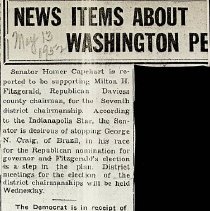 NEWS ITEMS ABOUT
WASHINGTON PE
May 13
1952
Senator Homer Capehart is re-
ported to be supporting Milton H.
Fitzgerald, Republican Daviess
county chairman, for the Seventh
district chairmanship. According
to the Indianapolis Star, the Sen-
ator is desirous of stopping George
N. Craig, of Brazil, in his race
for the Republican nomination for
governor and Fitzgerald's election
is a step in the plan. District
meetings for the election of the
district chairmanships will be held
Wednesday.
The Democrat is in receipt of